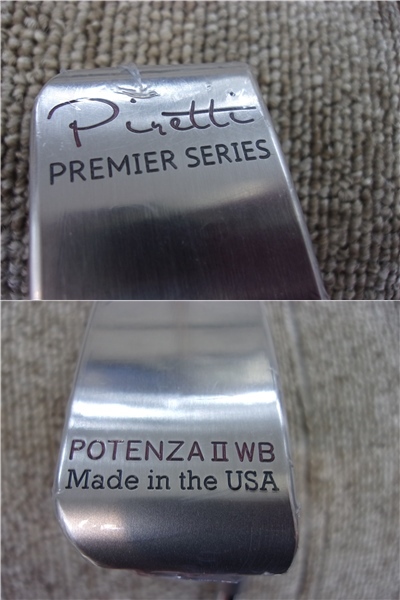 Piretti
PREMIER SERIES
POTENZA II WB
Made in the USA